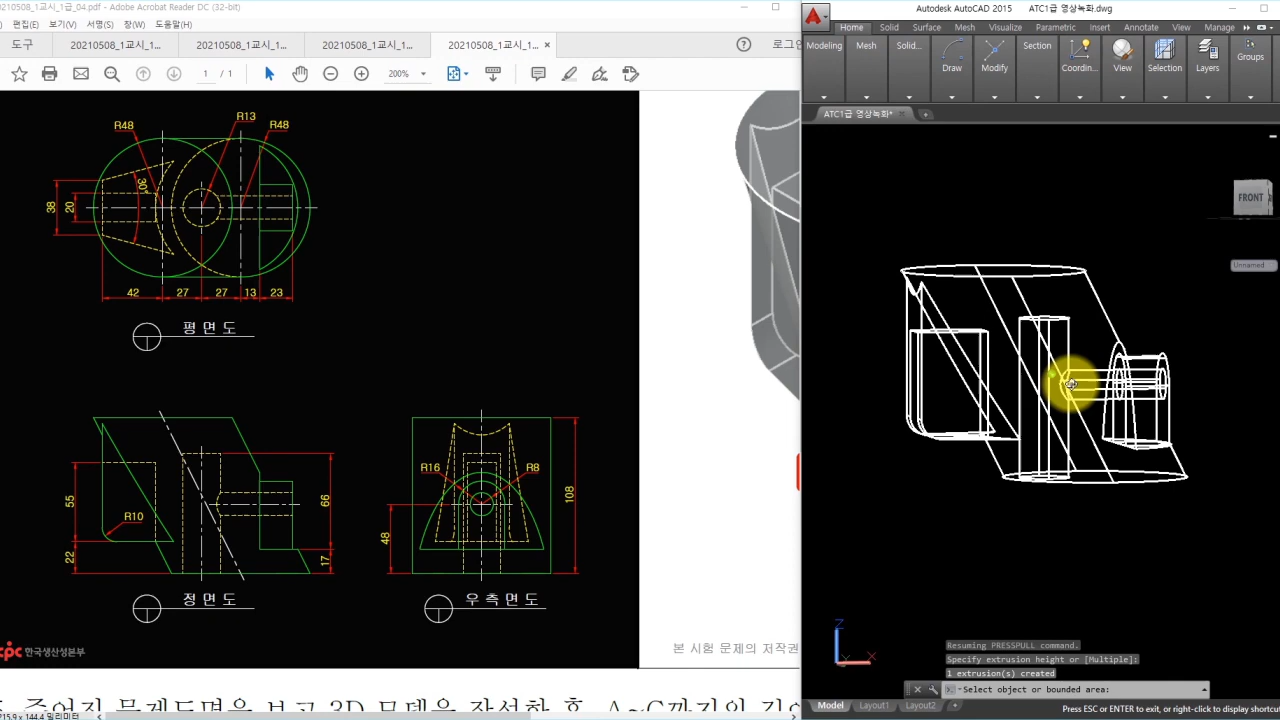 20210508_1교시_1급_04.pdf - Adobe Acrobat Reader DC (32-bit)
편집(E) 보기(V) 서명(S) 창(W) 도움말(H)
도구 20210508_1교시_1... 20210508_1교시_1... 20210508_1교시_1... 20210508_1교시_1... × ? 로그인
1 / 1 200%
R48 R13 R48
30°
38 20
42 27 27 13 23
평 면 도
55 22 R10 66 17
정 면 도
R16 R8 48 108
우 측 면 도
kpc 한국생산성본부
본 시험 문제의 저작권
215.9 x 144.4 밀리미터
Autodesk AutoCAD 2015 ATC1급 영상녹화.dwg
Home Solid Surface Mesh Visualize Parametric Insert Annotate View Manage
Modeling Mesh Solid... Draw Modify Section Coordin... View Selection Layers Groups
ATC1급 영상녹화*
FRONT
Unnamed
Z
Y X
Resuming PRESSPULL command.
Specify extrusion height or [Multiple]:
1 extrusion(s) created
Select object or bounded area:
Model Layout1 Layout2 +
Press ESC or ENTER to exit, or right-click to display shortcut